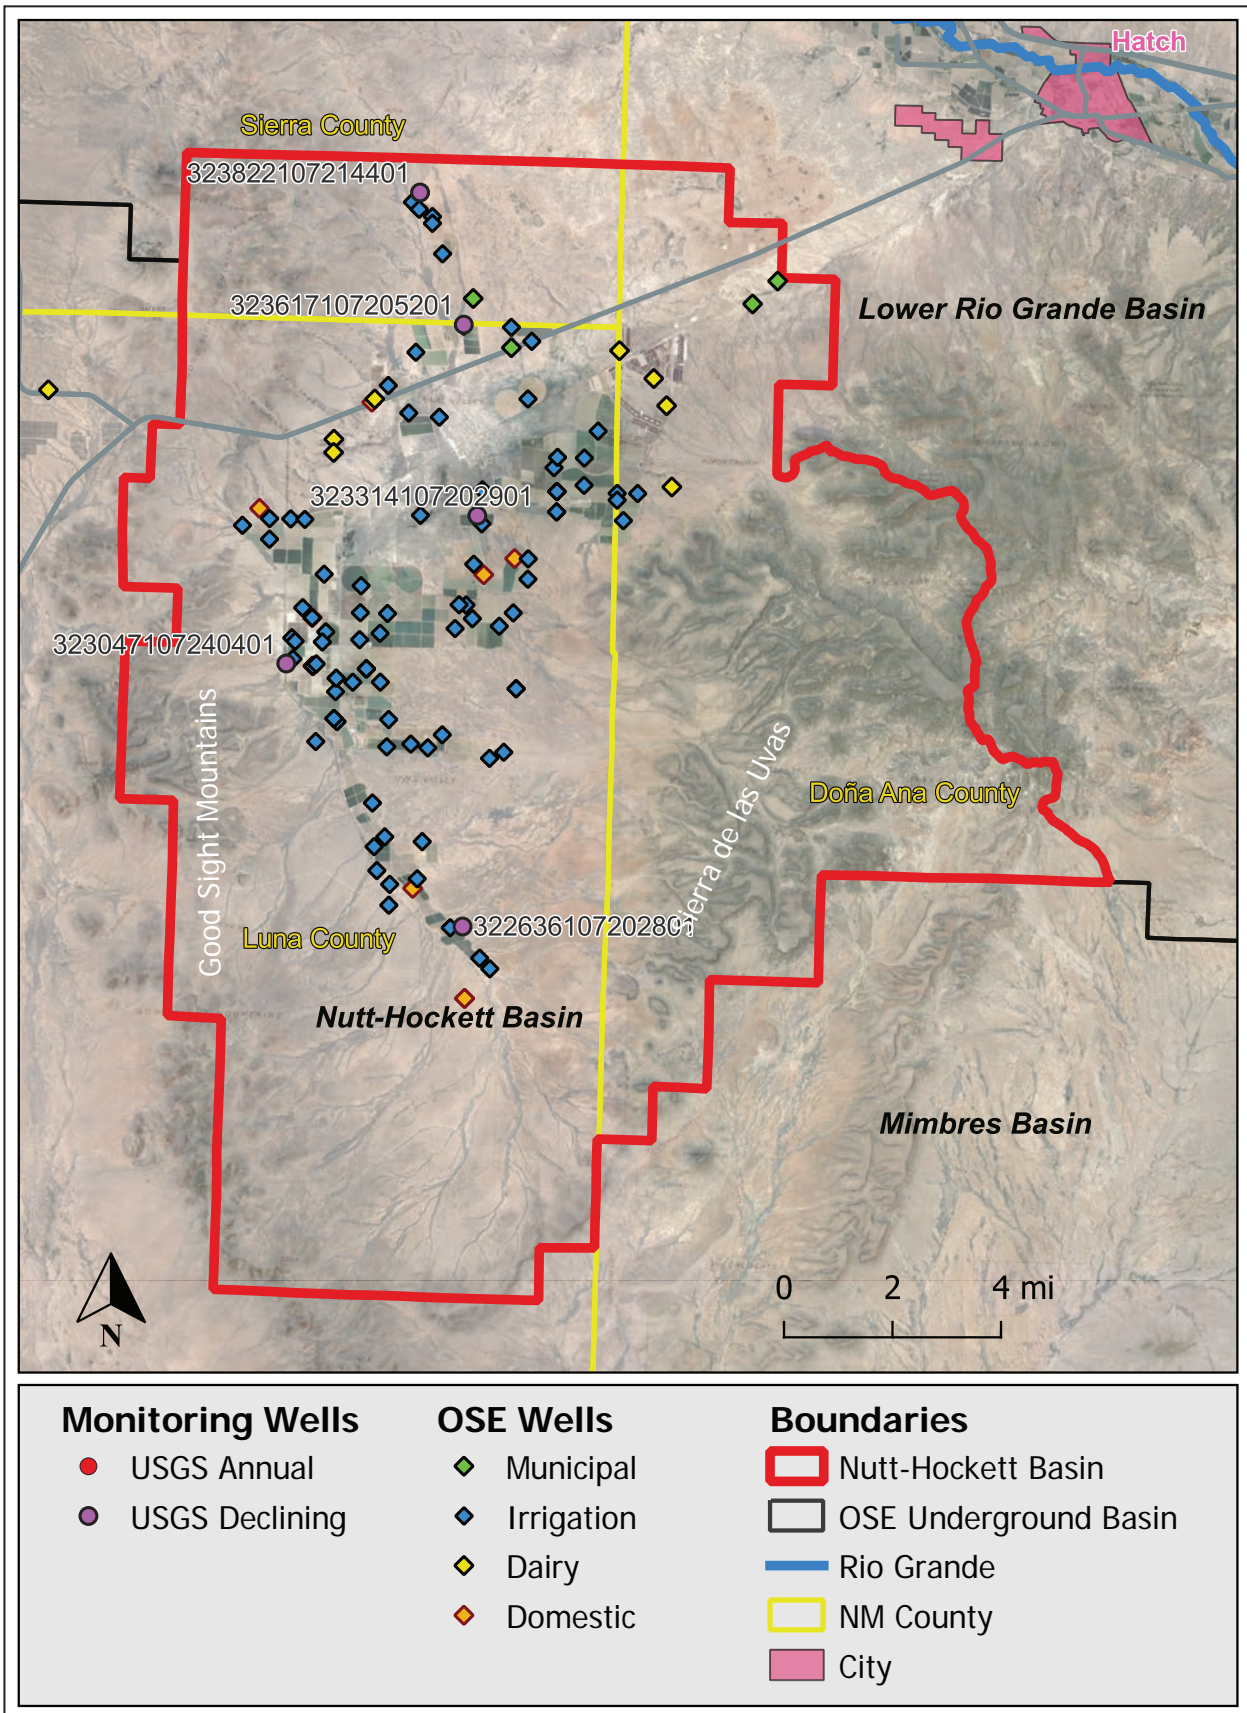 Hatch
Sierra County
323822107214401
323617107205201
Lower Rio Grande Basin
323314107202901
323047107240401
Good Sight Mountains
Sierra de las Uvas
Doña Ana County
322636107202801
Luna County
Nutt-Hockett Basin
Mimbres Basin
0 2 4 mi
N
Monitoring Wells
USGS Annual
USGS Declining
OSE Wells
Municipal
Irrigation
Dairy
Domestic
Boundaries
Nutt-Hockett Basin
OSE Underground Basin
Rio Grande
NM County
City